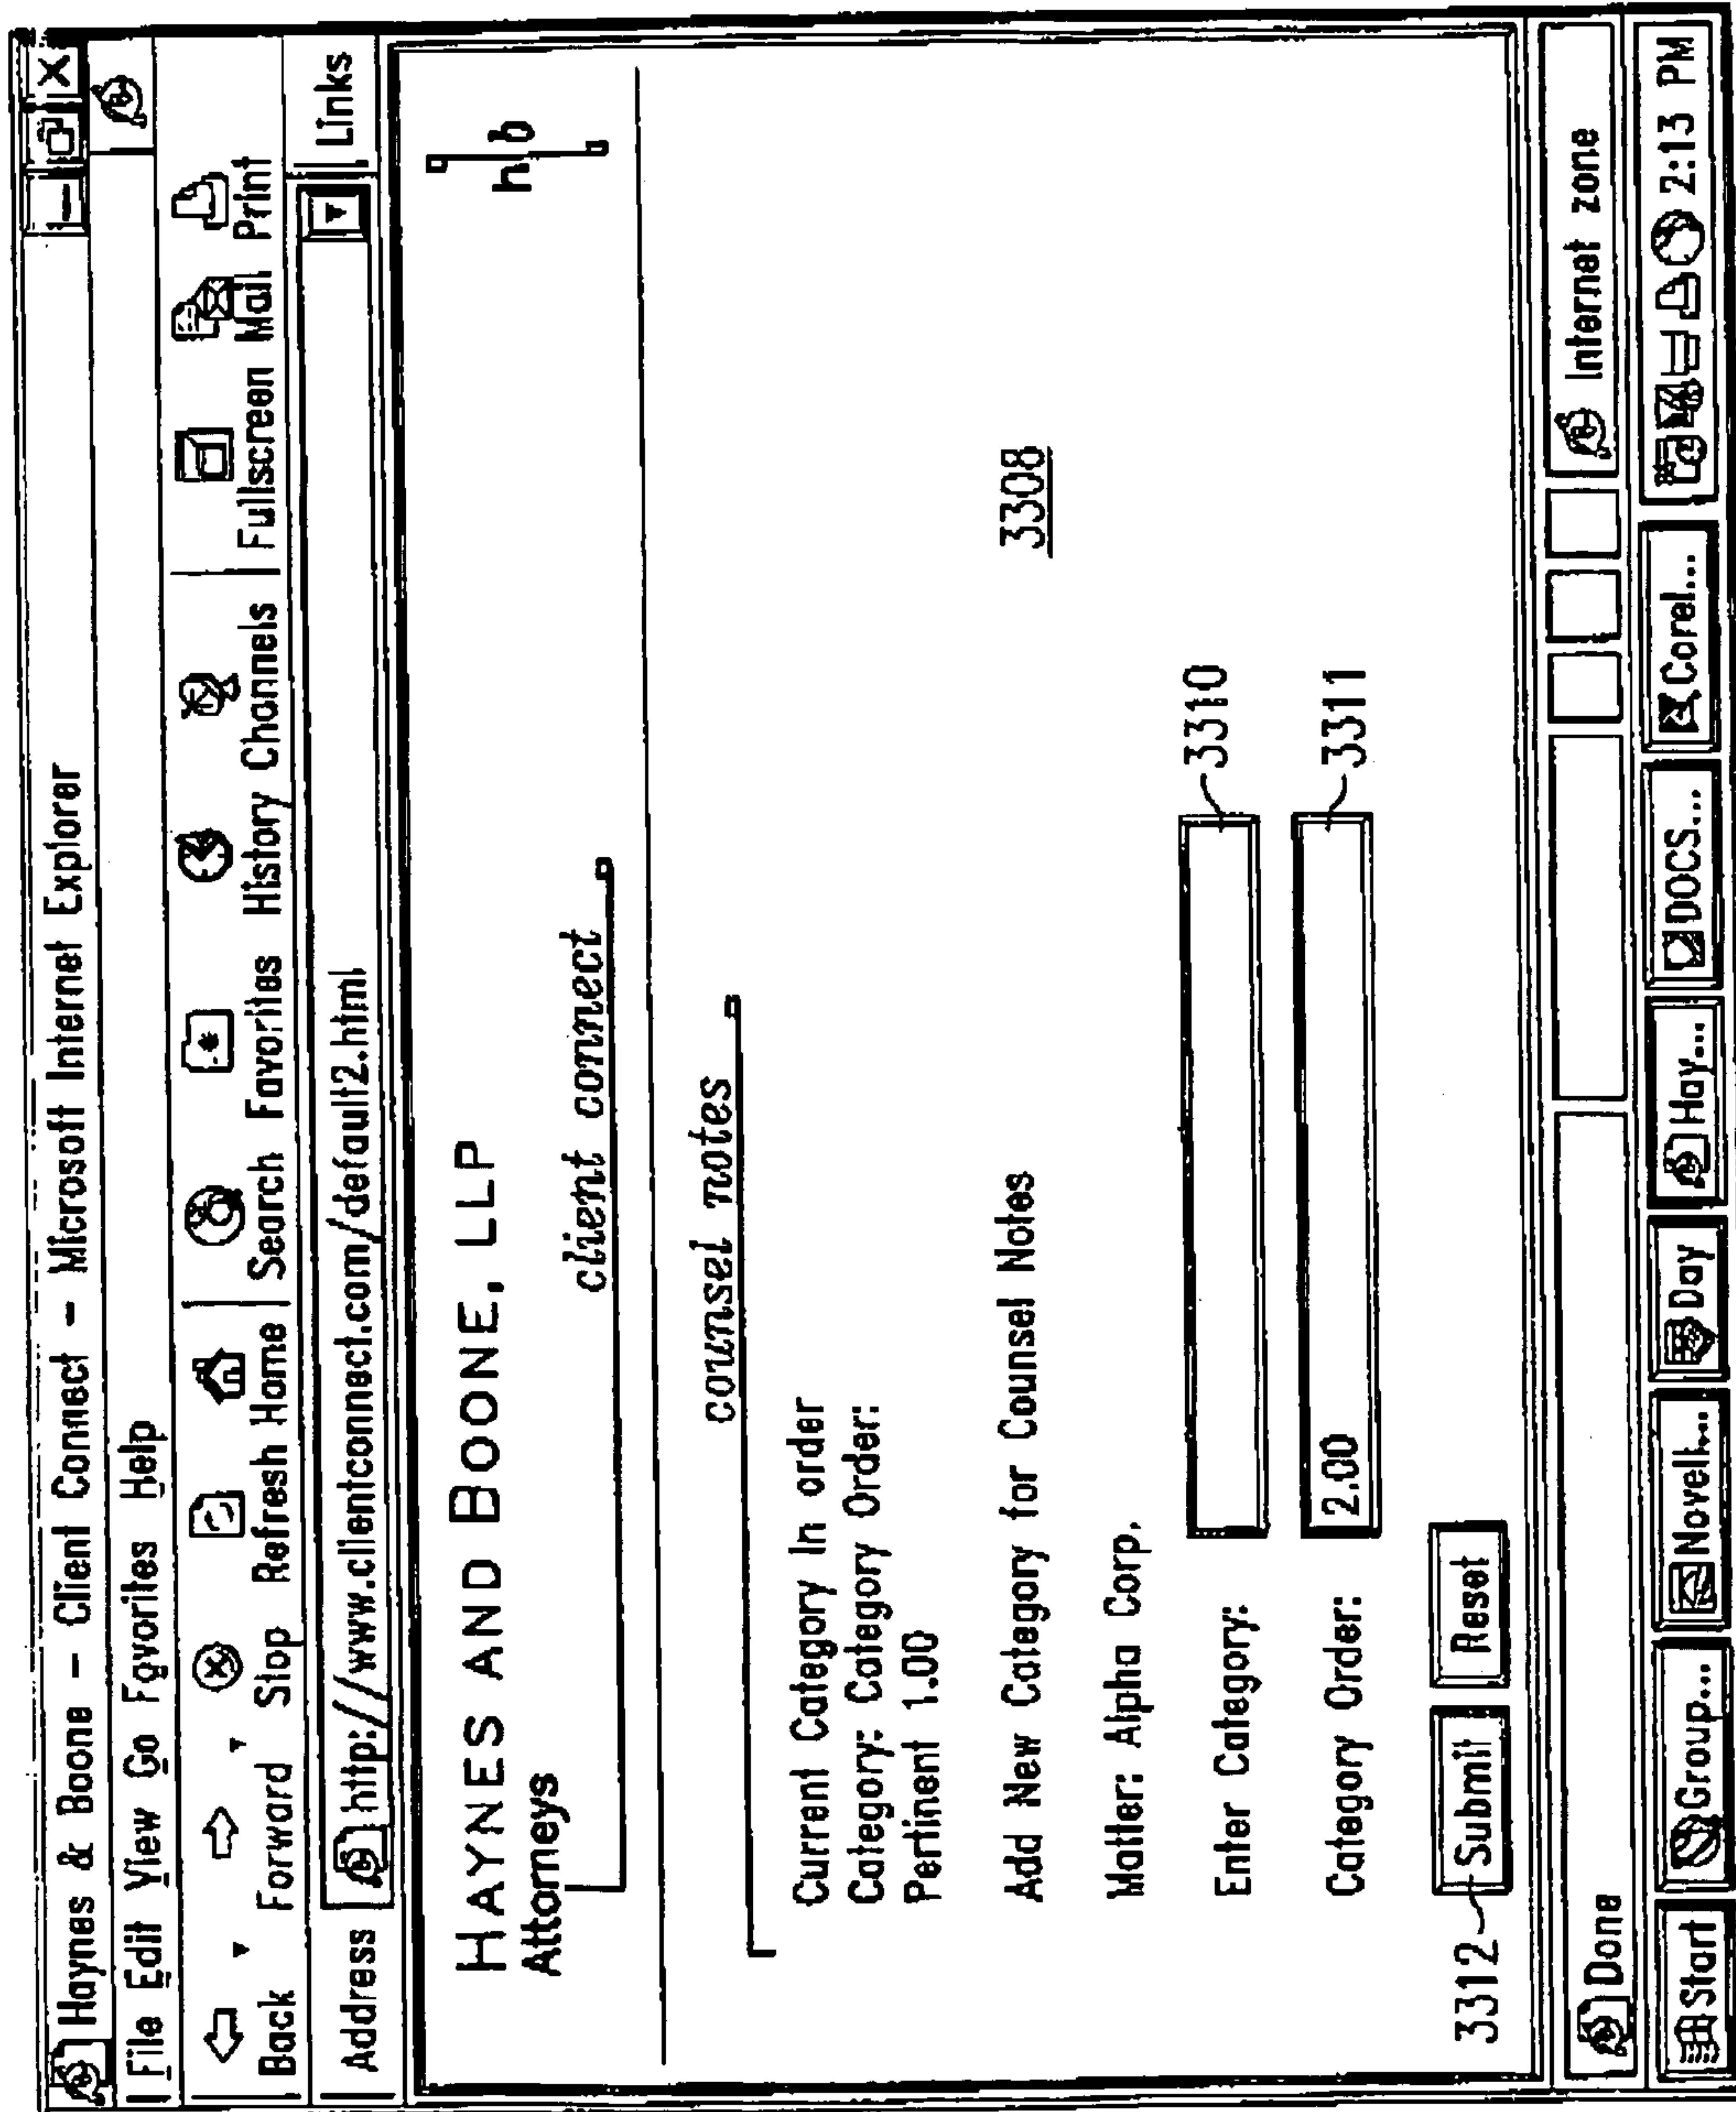 Haynes & Boone – Client Connect – Microsoft Internet Explorer
File Edit View Go Favorites Help
Back Forward Stop Refresh Home Search Favorites History Channels Fullscreen Mail Print
Address http://www.clientconnect.com/default2.html Links
HAYNES AND BOONE, LLP
Attorneys
hb
client connect
counsel notes
Current Category In order
Category: Category Order:
Pertinent 1.00
3308
Add New Category for Counsel Notes
Matter: Alpha Corp.
Enter Category: 3310
Category Order: 2.00 3311
3312 Submit Reset
Done Internet zone
Start Group... Novell... Day Hay... DOCS... Corel... 2:13 PM